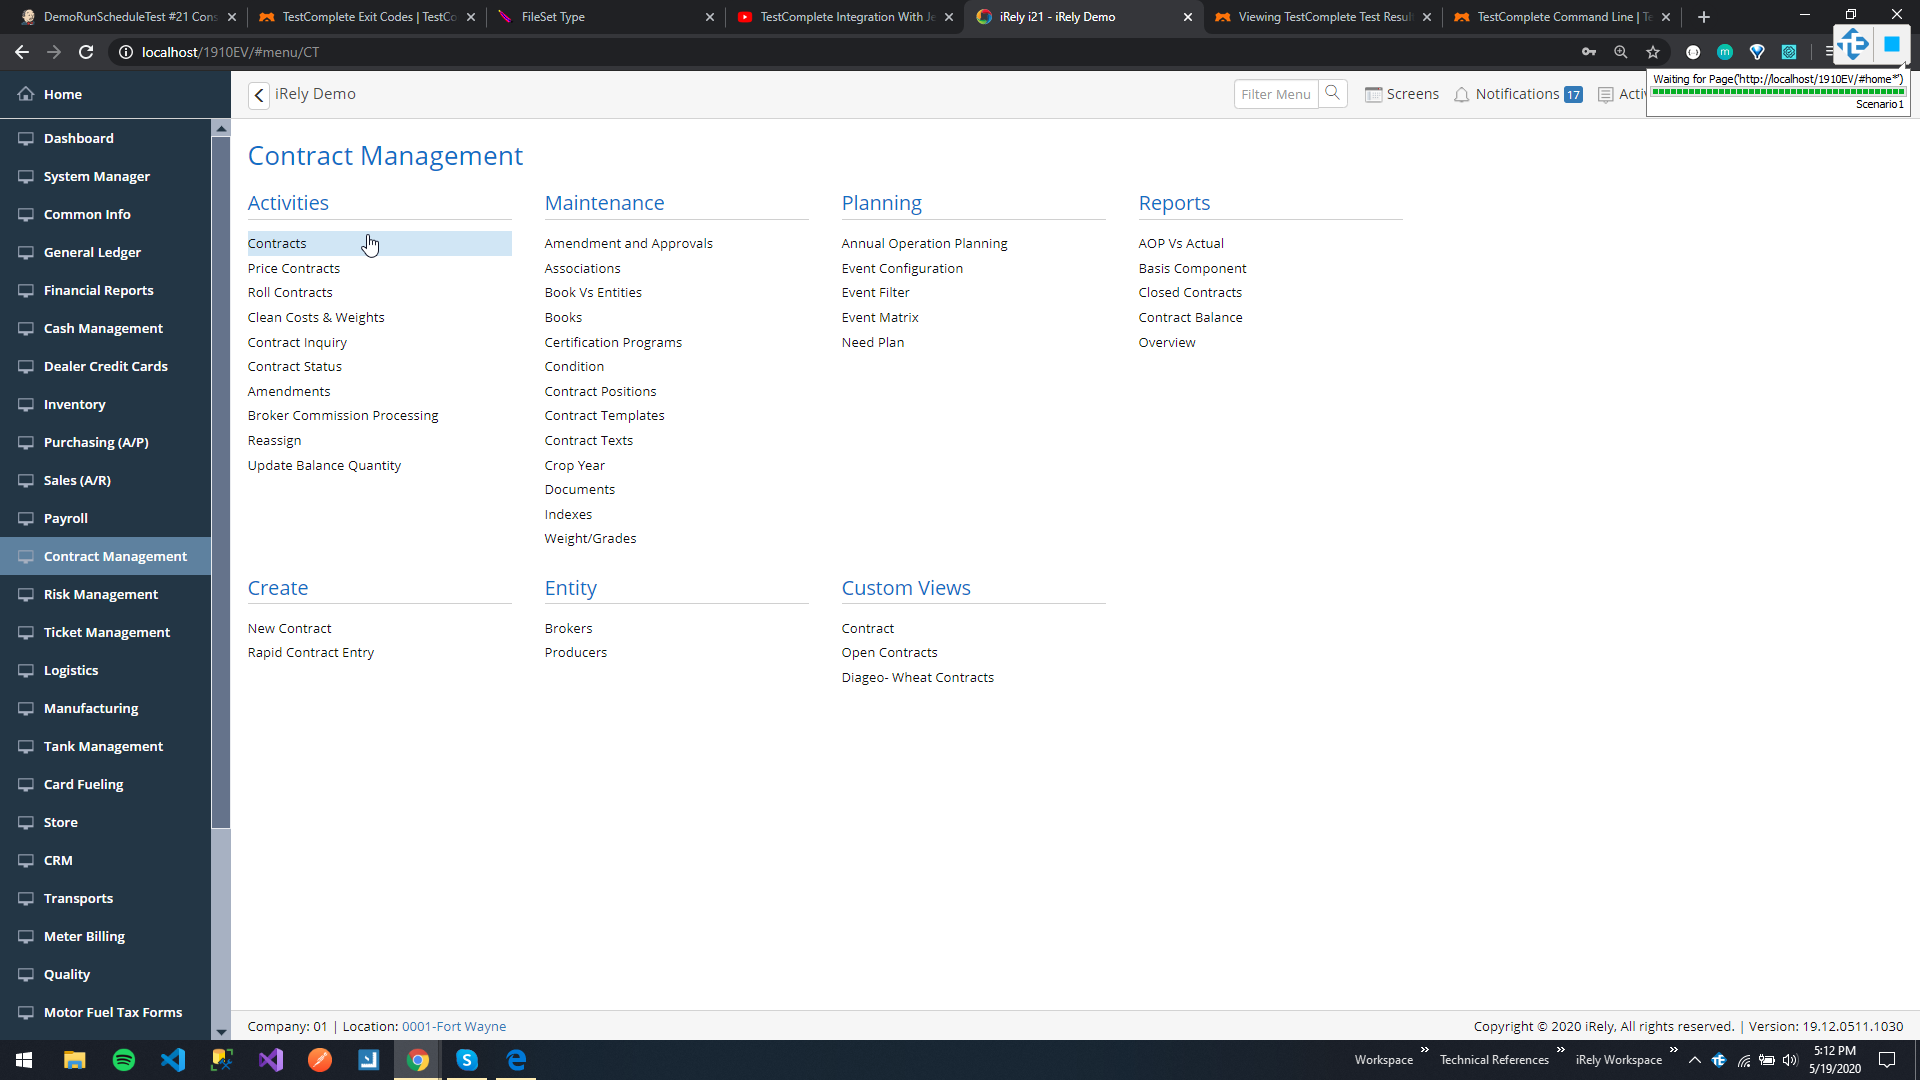 DemoRunScheduleTest #21 Cons
TestComplete Exit Codes | TestCo
FileSet Type
TestComplete Integration With Je
iRely i21 - iRely Demo
Viewing TestComplete Test Resul
TestComplete Command Line | Te
localhost/1910EV/#menu/CT
Waiting for Page('http://localhost/1910EV/#home*')
Scenario1
Home
iRely Demo
Filter Menu
Screens
Notifications 17
Acti
Dashboard
System Manager
Common Info
General Ledger
Financial Reports
Cash Management
Dealer Credit Cards
Inventory
Purchasing (A/P)
Sales (A/R)
Payroll
Contract Management
Risk Management
Ticket Management
Logistics
Manufacturing
Tank Management
Card Fueling
Store
CRM
Transports
Meter Billing
Quality
Motor Fuel Tax Forms
Contract Management
Activities
Contracts
Price Contracts
Roll Contracts
Clean Costs & Weights
Contract Inquiry
Contract Status
Amendments
Broker Commission Processing
Reassign
Update Balance Quantity
Maintenance
Amendment and Approvals
Associations
Book Vs Entities
Books
Certification Programs
Condition
Contract Positions
Contract Templates
Contract Texts
Crop Year
Documents
Indexes
Weight/Grades
Planning
Annual Operation Planning
Event Configuration
Event Filter
Event Matrix
Need Plan
Reports
AOP Vs Actual
Basis Component
Closed Contracts
Contract Balance
Overview
Create
New Contract
Rapid Contract Entry
Entity
Brokers
Producers
Custom Views
Contract
Open Contracts
Diageo- Wheat Contracts
Company: 01 | Location: 0001-Fort Wayne
Copyright © 2020 iRely, All rights reserved. | Version: 19.12.0511.1030
Workspace
Technical References
iRely Workspace
5:12 PM
5/19/2020